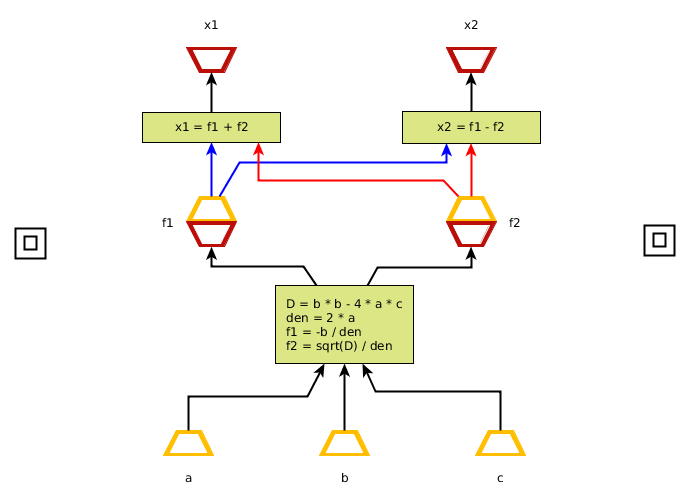 x1
x2
x1 = f1 + f2
x2 = f1 - f2
f1
f2
D = b * b - 4 * a * c
den = 2 * a
f1 = -b / den
f2 = sqrt(D) / den
a
b
c